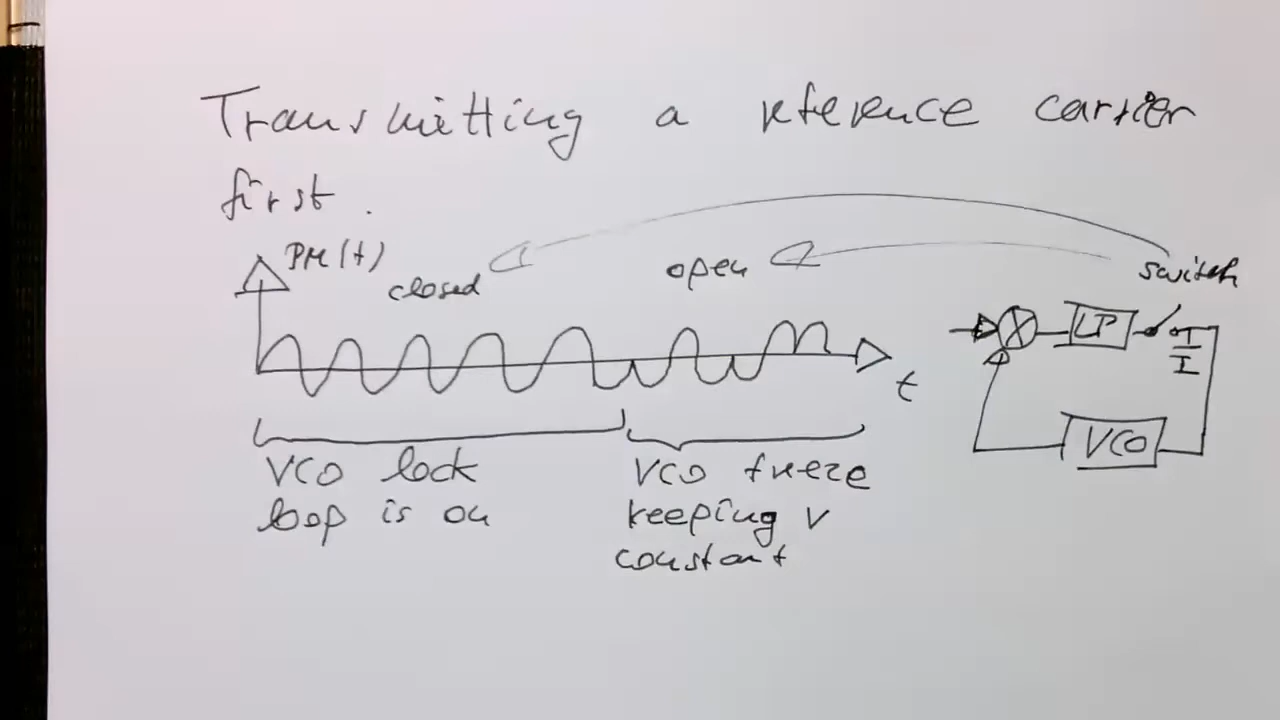 Transmitting a reference carrier
first.
PM(t)
closed
open
switch
LP
t
VCO
VCO lock
loop is on
VCO freeze
keeping V
constant